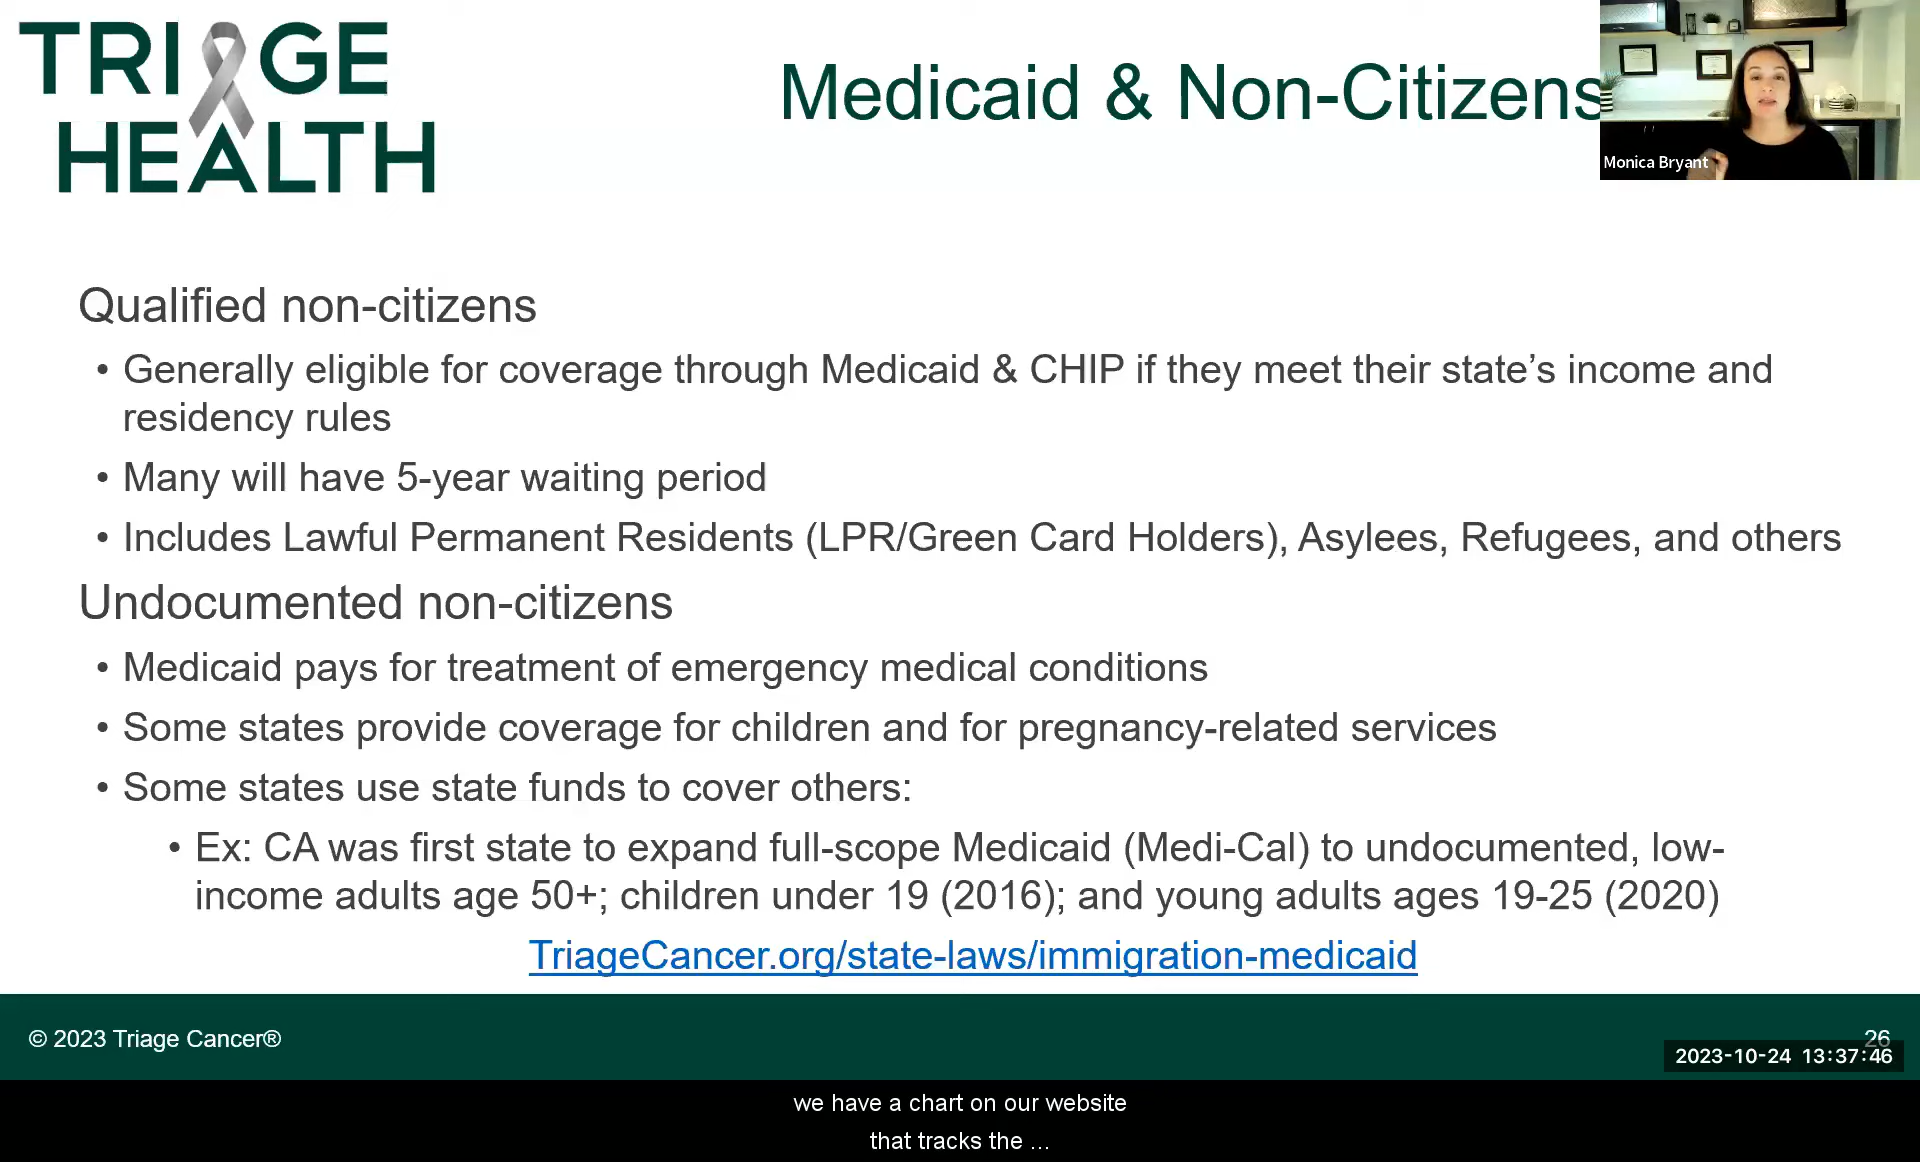 TRIAGE
HEALTH
Medicaid & Non-Citizens
Monica Bryant
Qualified non-citizens
• Generally eligible for coverage through Medicaid & CHIP if they meet their state’s income and
residency rules
• Many will have 5-year waiting period
• Includes Lawful Permanent Residents (LPR/Green Card Holders), Asylees, Refugees, and others
Undocumented non-citizens
• Medicaid pays for treatment of emergency medical conditions
• Some states provide coverage for children and for pregnancy-related services
• Some states use state funds to cover others:
• Ex: CA was first state to expand full-scope Medicaid (Medi-Cal) to undocumented, low-
income adults age 50+; children under 19 (2016); and young adults ages 19-25 (2020)
TriageCancer.org/state-laws/immigration-medicaid
© 2023 Triage Cancer®
26
2023-10-24 13:37:46
we have a chart on our website
that tracks the ...